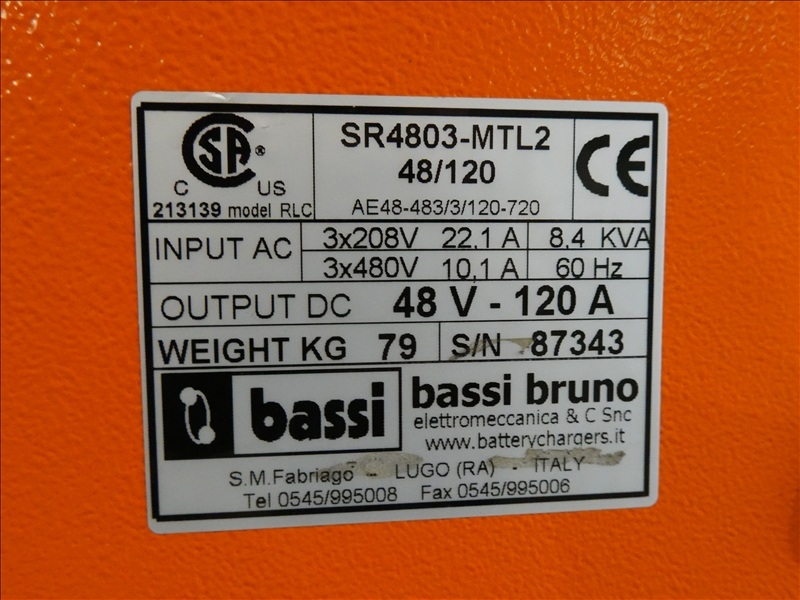 SA ®
C US
213139 model RLC
SR4803-MTL2
48/120
AE48-483/3/120-720
CE
INPUT AC
3x208V 22,1 A 8,4 KVA
3x480V 10,1 A 60 Hz
OUTPUT DC 48 V - 120 A
WEIGHT KG 79 S/N 87343
bassi
bassi bruno
elettromeccanica & C Snc
www.batterychargers.it
S.M.Fabriago - LUGO (RA) - ITALY
Tel 0545/995008 Fax 0545/995006